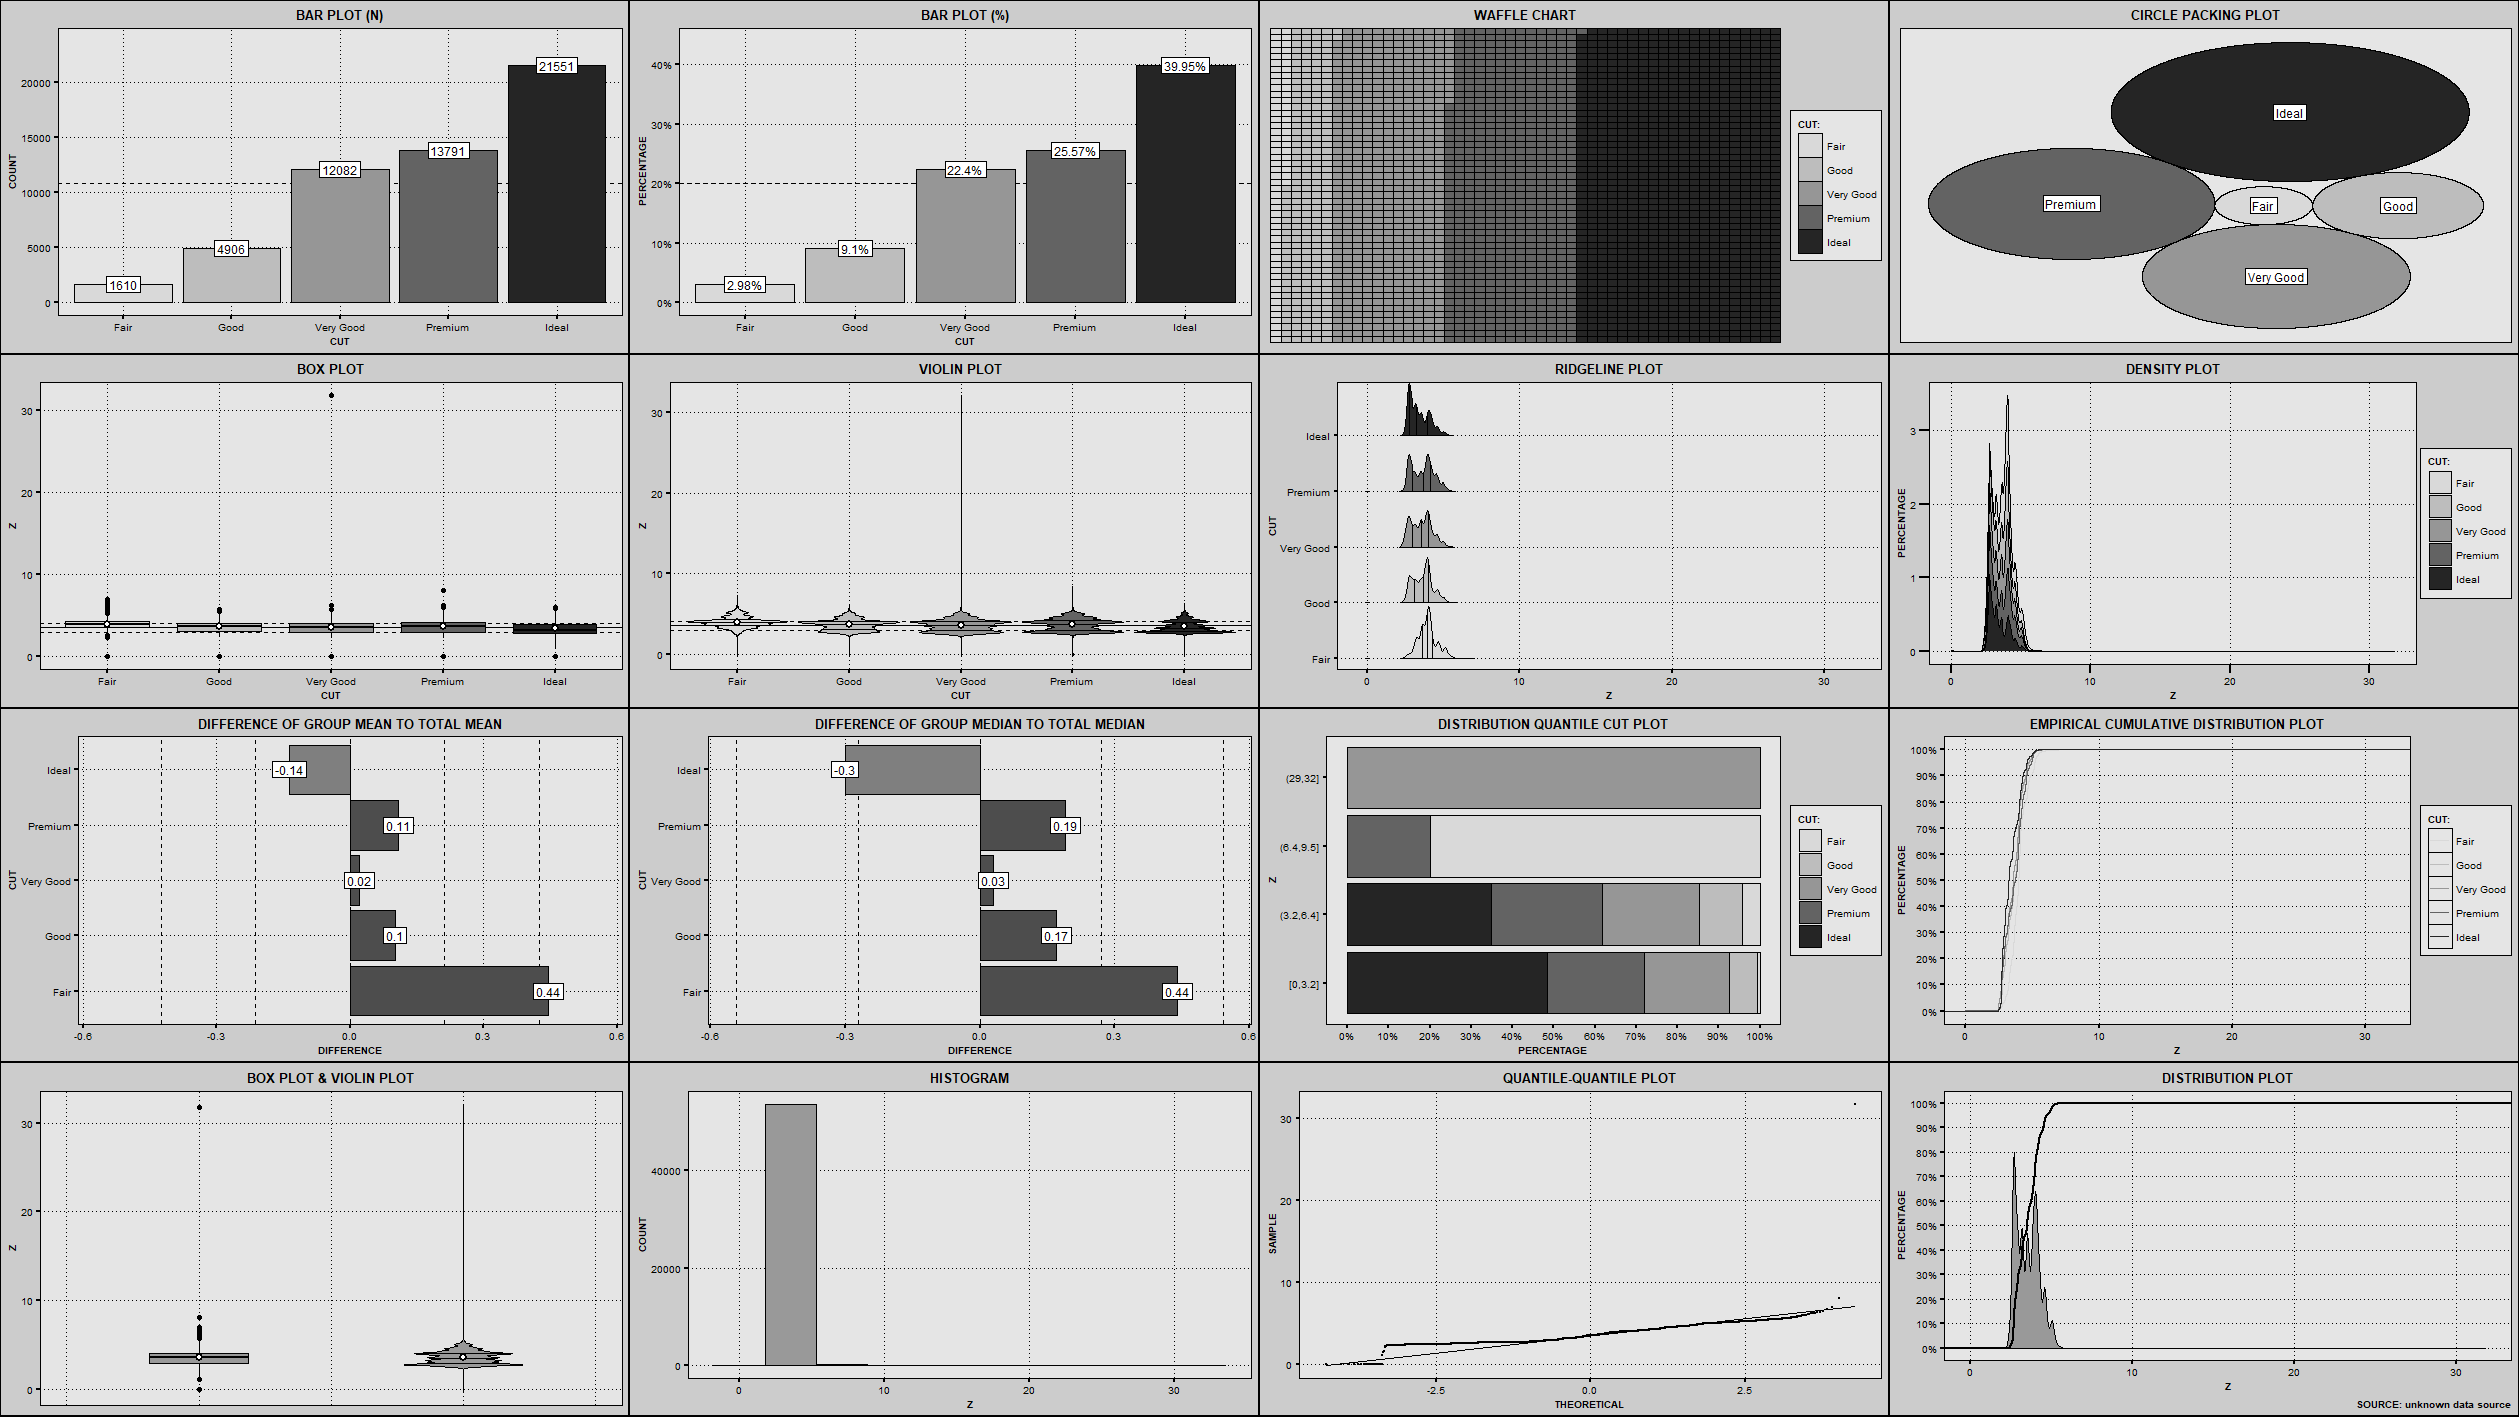 BAR PLOT (N)
COUNT
20000
15000
10000
5000
0
21551
13791
12082
4906
1610
Fair Good Very Good Premium Ideal
CUT
BAR PLOT (%)
PERCENTAGE
40%
30%
20%
10%
0%
39.95%
25.57%
22.4%
9.1%
2.98%
Fair Good Very Good Premium Ideal
CUT
WAFFLE CHART
CUT:
Fair
Good
Very Good
Premium
Ideal
CIRCLE PACKING PLOT
Ideal
Premium
Fair
Good
Very Good
BOX PLOT
Z
30
20
10
0
Fair Good Very Good Premium Ideal
CUT
VIOLIN PLOT
Z
30
20
10
0
Fair Good Very Good Premium Ideal
CUT
RIDGELINE PLOT
CUT
Ideal
Premium
Very Good
Good
Fair
0 10 20 30
Z
DENSITY PLOT
PERCENTAGE
3
2
1
0
0 10 20 30
Z
CUT:
Fair
Good
Very Good
Premium
Ideal
DIFFERENCE OF GROUP MEAN TO TOTAL MEAN
CUT
Ideal
Premium
Very Good
Good
Fair
-0.14
0.11
0.02
0.1
0.44
-0.6 -0.3 0.0 0.3 0.6
DIFFERENCE
DIFFERENCE OF GROUP MEDIAN TO TOTAL MEDIAN
CUT
Ideal
Premium
Very Good
Good
Fair
-0.3
0.19
0.03
0.17
0.44
-0.6 -0.3 0.0 0.3 0.6
DIFFERENCE
DISTRIBUTION QUANTILE CUT PLOT
Z
(29,32]
(6.4,9.5]
(3.2,6.4]
[0,3.2]
0% 10% 20% 30% 40% 50% 60% 70% 80% 90% 100%
PERCENTAGE
CUT:
Fair
Good
Very Good
Premium
Ideal
EMPIRICAL CUMULATIVE DISTRIBUTION PLOT
PERCENTAGE
100%
90%
80%
70%
60%
50%
40%
30%
20%
10%
0%
0 10 20 30
Z
CUT:
Fair
Good
Very Good
Premium
Ideal
BOX PLOT & VIOLIN PLOT
Z
30
20
10
0
HISTOGRAM
COUNT
40000
20000
0
0 10 20 30
Z
QUANTILE-QUANTILE PLOT
SAMPLE
30
20
10
0
-2.5 0.0 2.5
THEORETICAL
DISTRIBUTION PLOT
PERCENTAGE
100%
90%
80%
70%
60%
50%
40%
30%
20%
10%
0%
0 10 20 30
Z
SOURCE: unknown data source